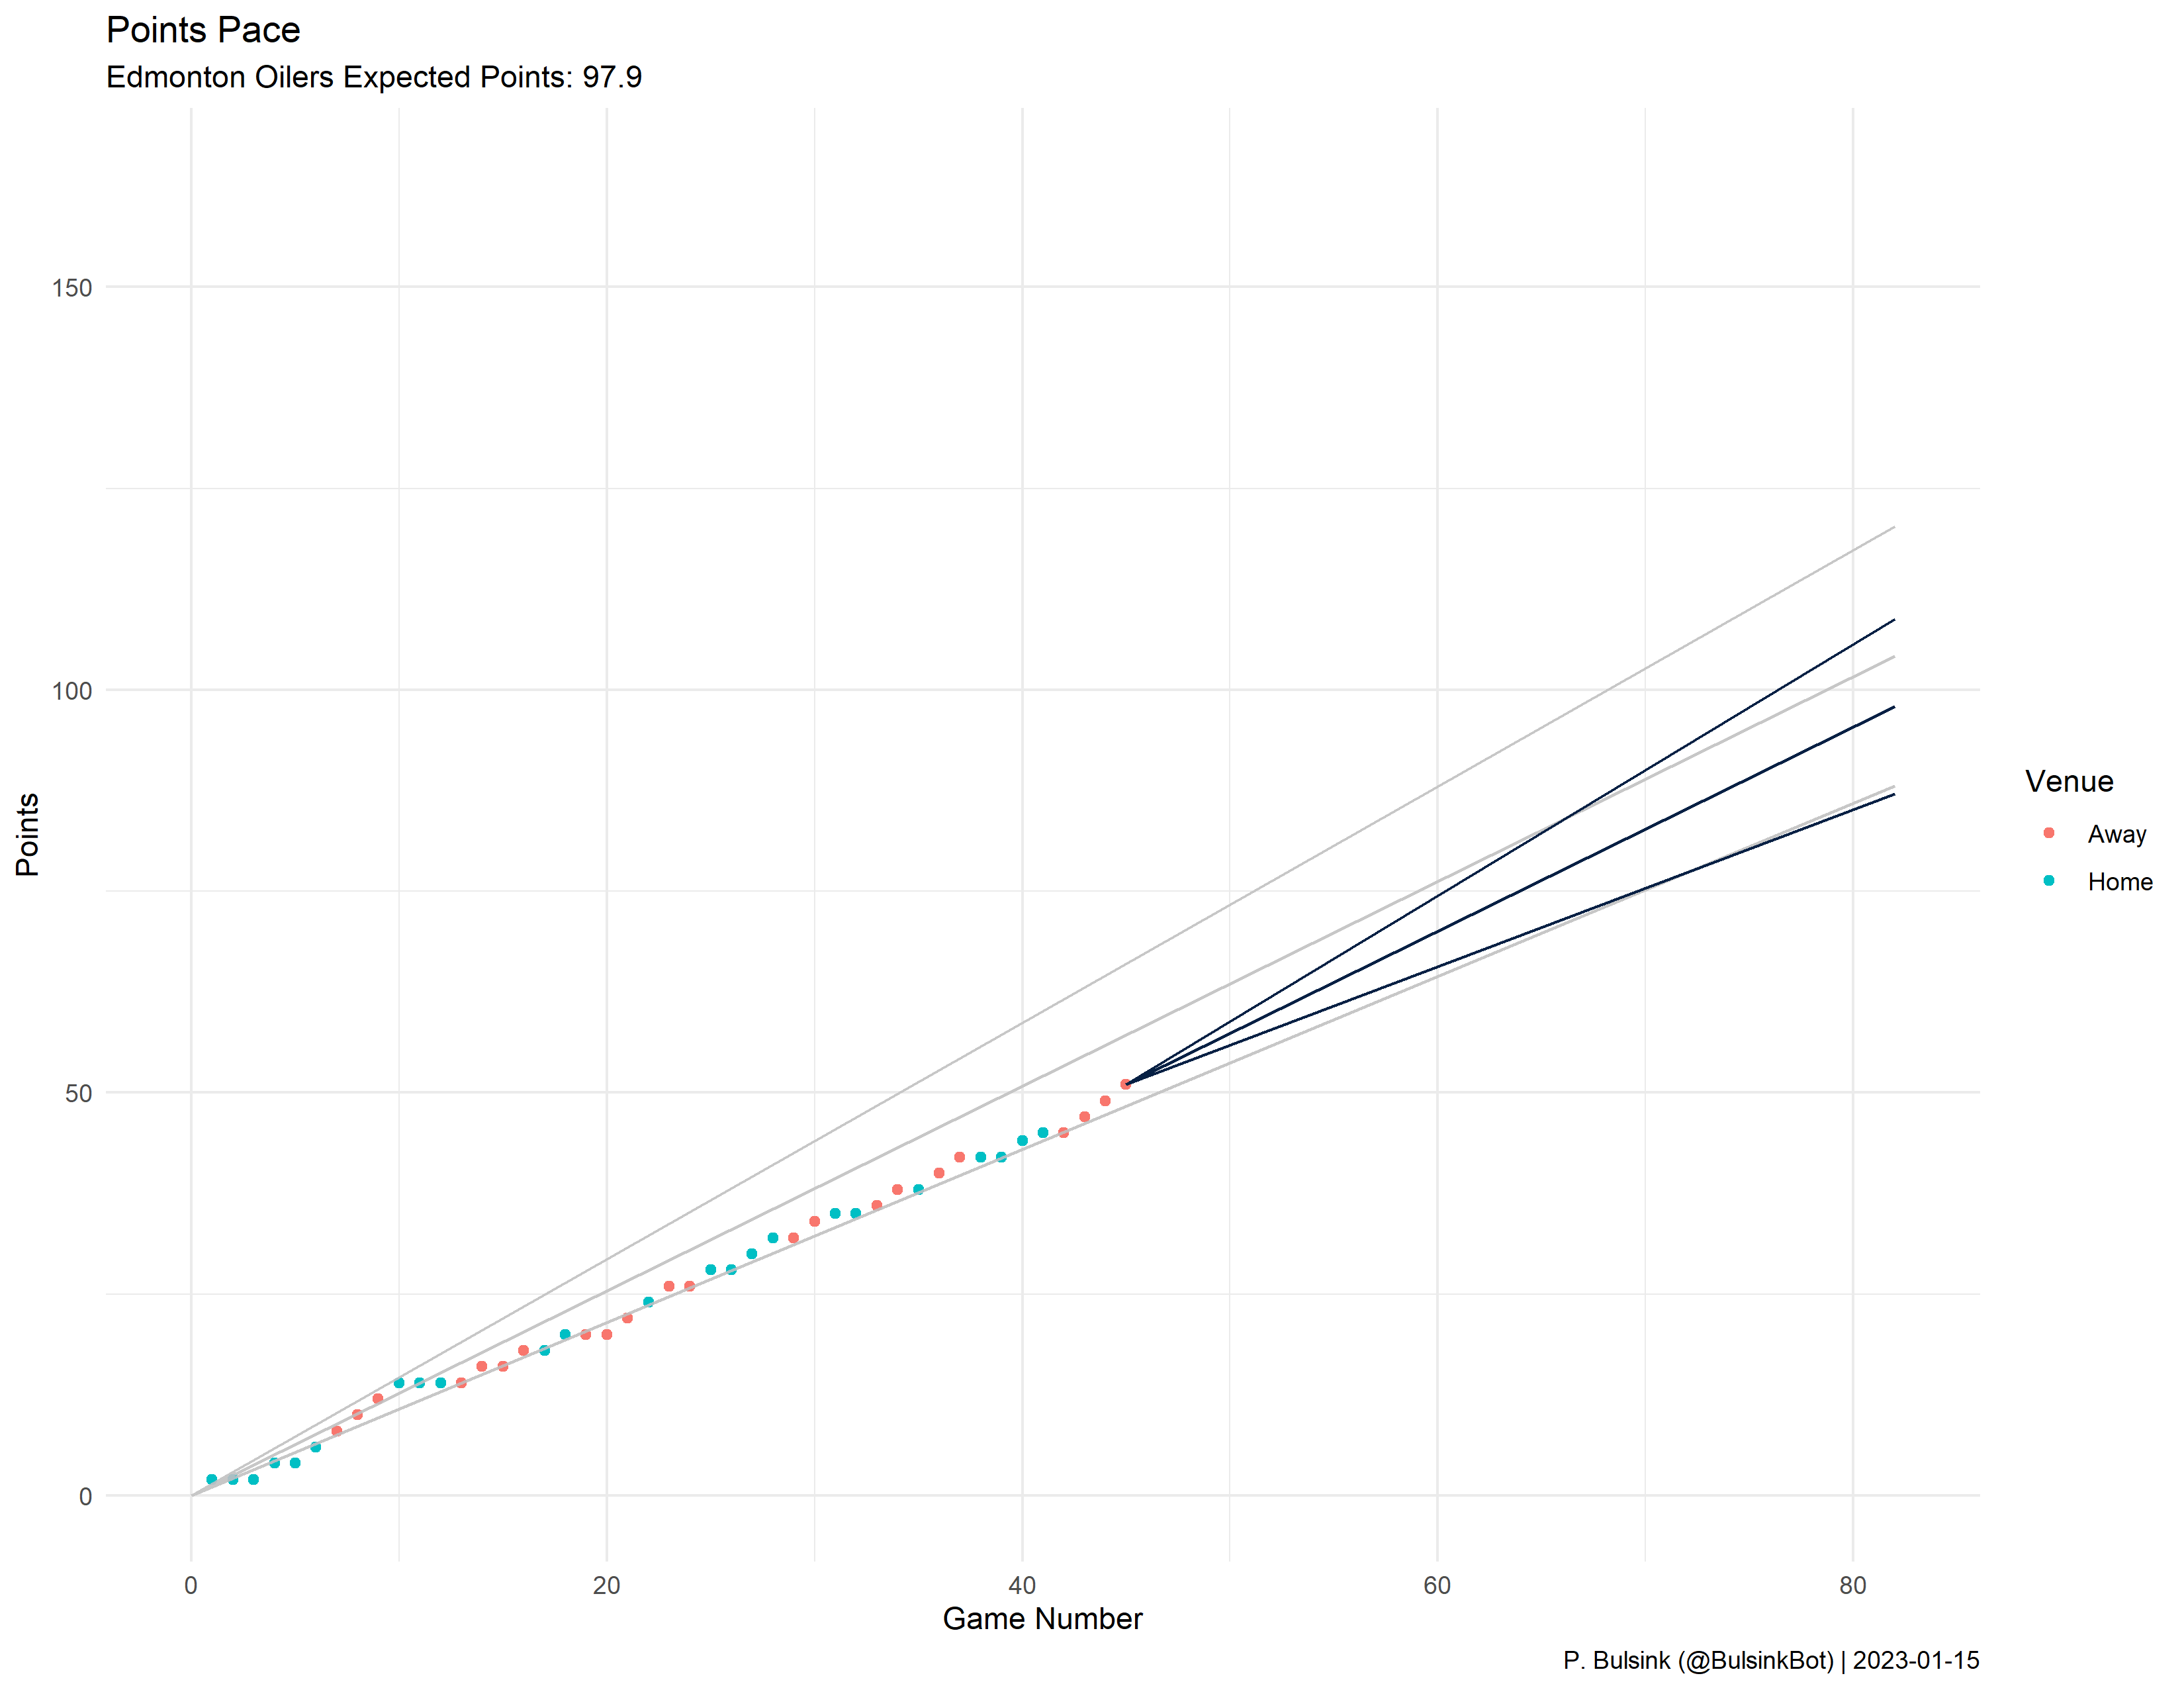 Points Pace
Edmonton Oilers Expected Points: 97.9
150
100
50
0
Points
0 20 40 60 80
Game Number
Venue
Away
Home
P. Bulsink (@BulsinkBot) | 2023-01-15